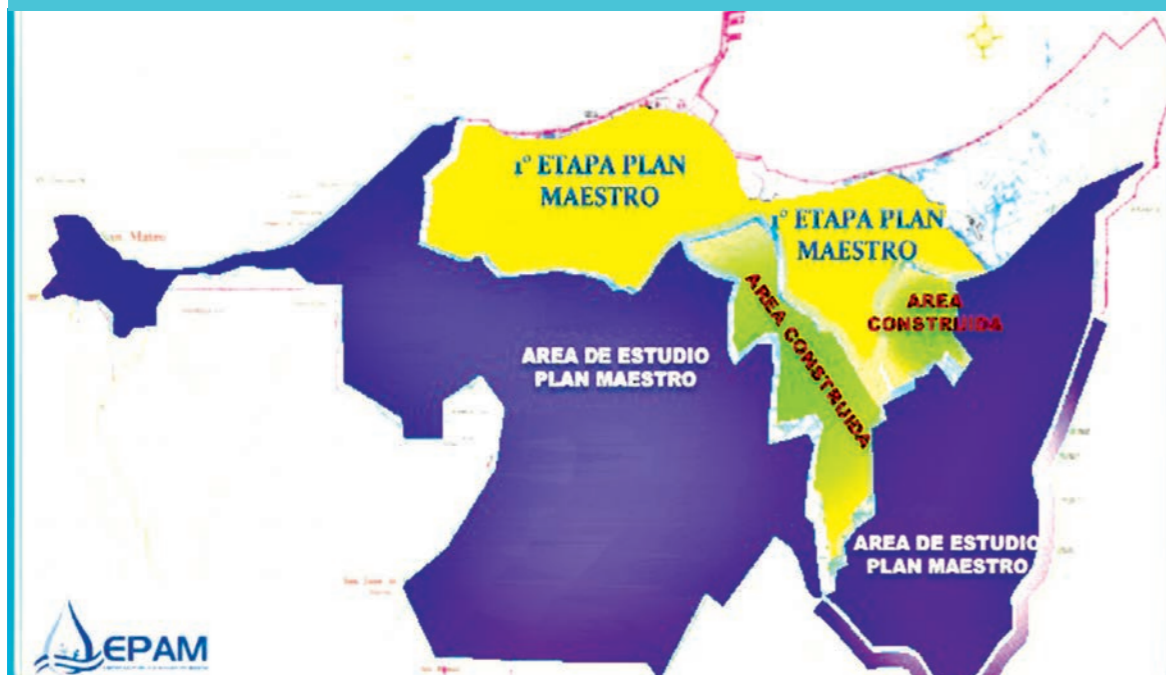 1° ETAPA PLAN
MAESTRO
1° ETAPA PLAN
MAESTRO
Mateo
AREA
CONSTRUIDA
AREA CONSTRUIDA
AREA DE ESTUDIO
PLAN MAESTRO
AREA DE ESTUDIO
PLAN MAESTRO
EPAM